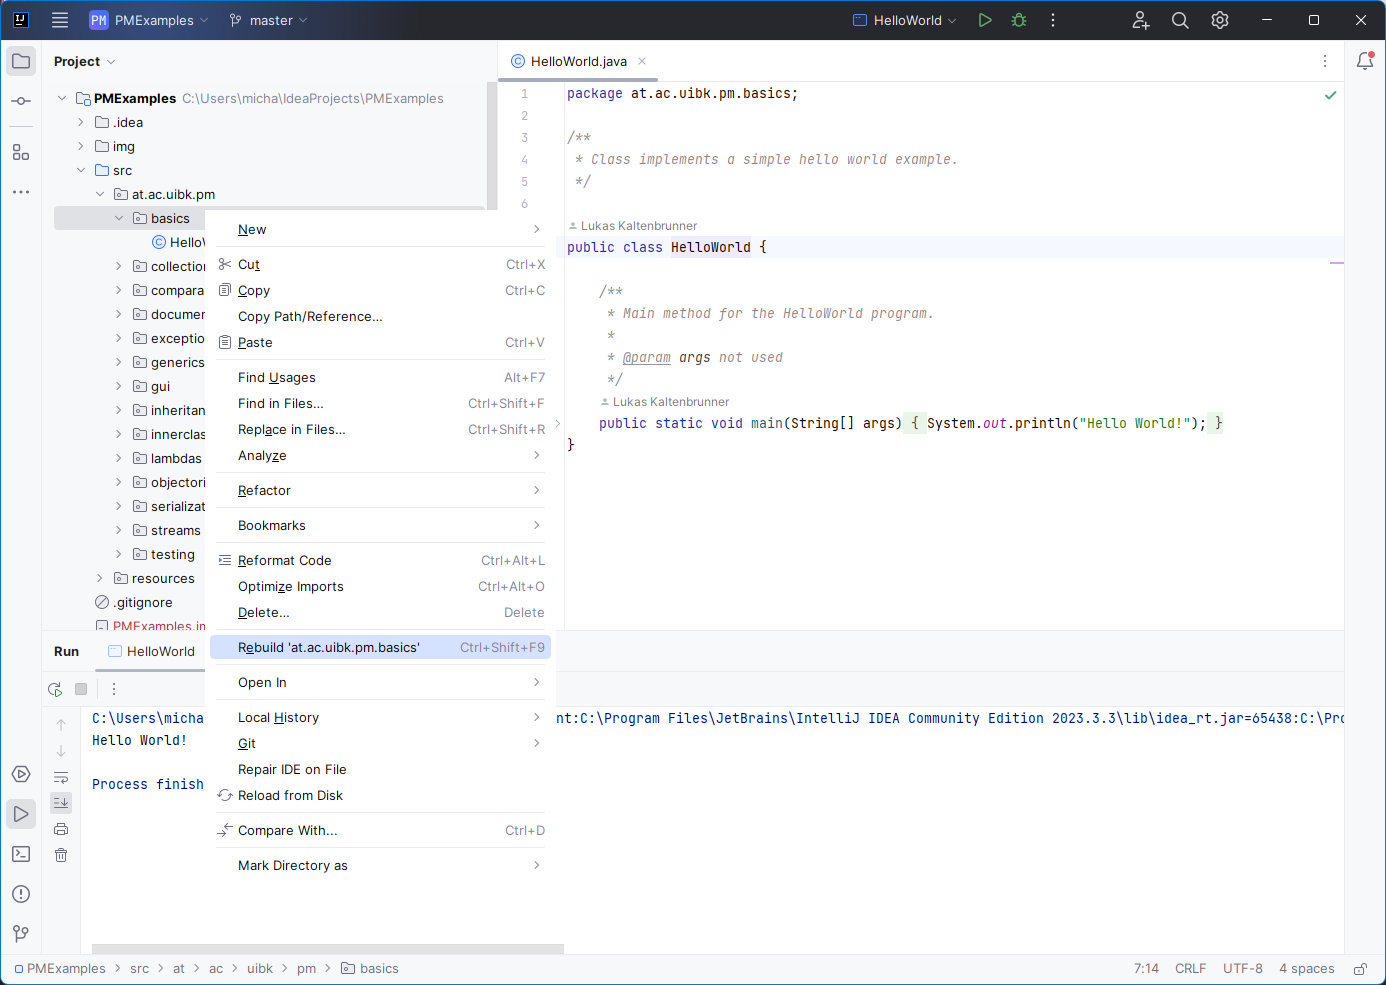 PM PMExamples master HelloWorld
Project
HelloWorld.java
PMExamples C:\Users\micha\IdeaProjects\PMExamples
.idea
img
src
at.ac.uibk.pm
basics
HelloW
collection
compara
documen
exceptio
generics
gui
inheritan
innerclas
lambdas
objectori
serializat
streams
testing
resources
.gitignore
PMExamples.im
New
Cut Ctrl+X
Copy Ctrl+C
Copy Path/Reference...
Paste Ctrl+V
Find Usages Alt+F7
Find in Files... Ctrl+Shift+F
Replace in Files... Ctrl+Shift+R
Analyze
Refactor
Bookmarks
Reformat Code Ctrl+Alt+L
Optimize Imports Ctrl+Alt+O
Delete... Delete
Rebuild 'at.ac.uibk.pm.basics' Ctrl+Shift+F9
Open In
Local History
Git
Repair IDE on File
Reload from Disk
Compare With... Ctrl+D
Mark Directory as
1 package at.ac.uibk.pm.basics;
2
3 /**
4 * Class implements a simple hello world example.
5 */
6
Lukas Kaltenbrunner
public class HelloWorld {
/**
* Main method for the HelloWorld program.
*
* @param args not used
*/
Lukas Kaltenbrunner
public static void main(String[] args) { System.out.println("Hello World!"); }
}
Run HelloWorld
C:\Users\micha nt:C:\Program Files\JetBrains\IntelliJ IDEA Community Edition 2023.3.3\lib\idea_rt.jar=65438:C:\Pro
Hello World!
Process finish
PMExamples > src > at > ac > uibk > pm > basics
7:14 CRLF UTF-8 4 spaces